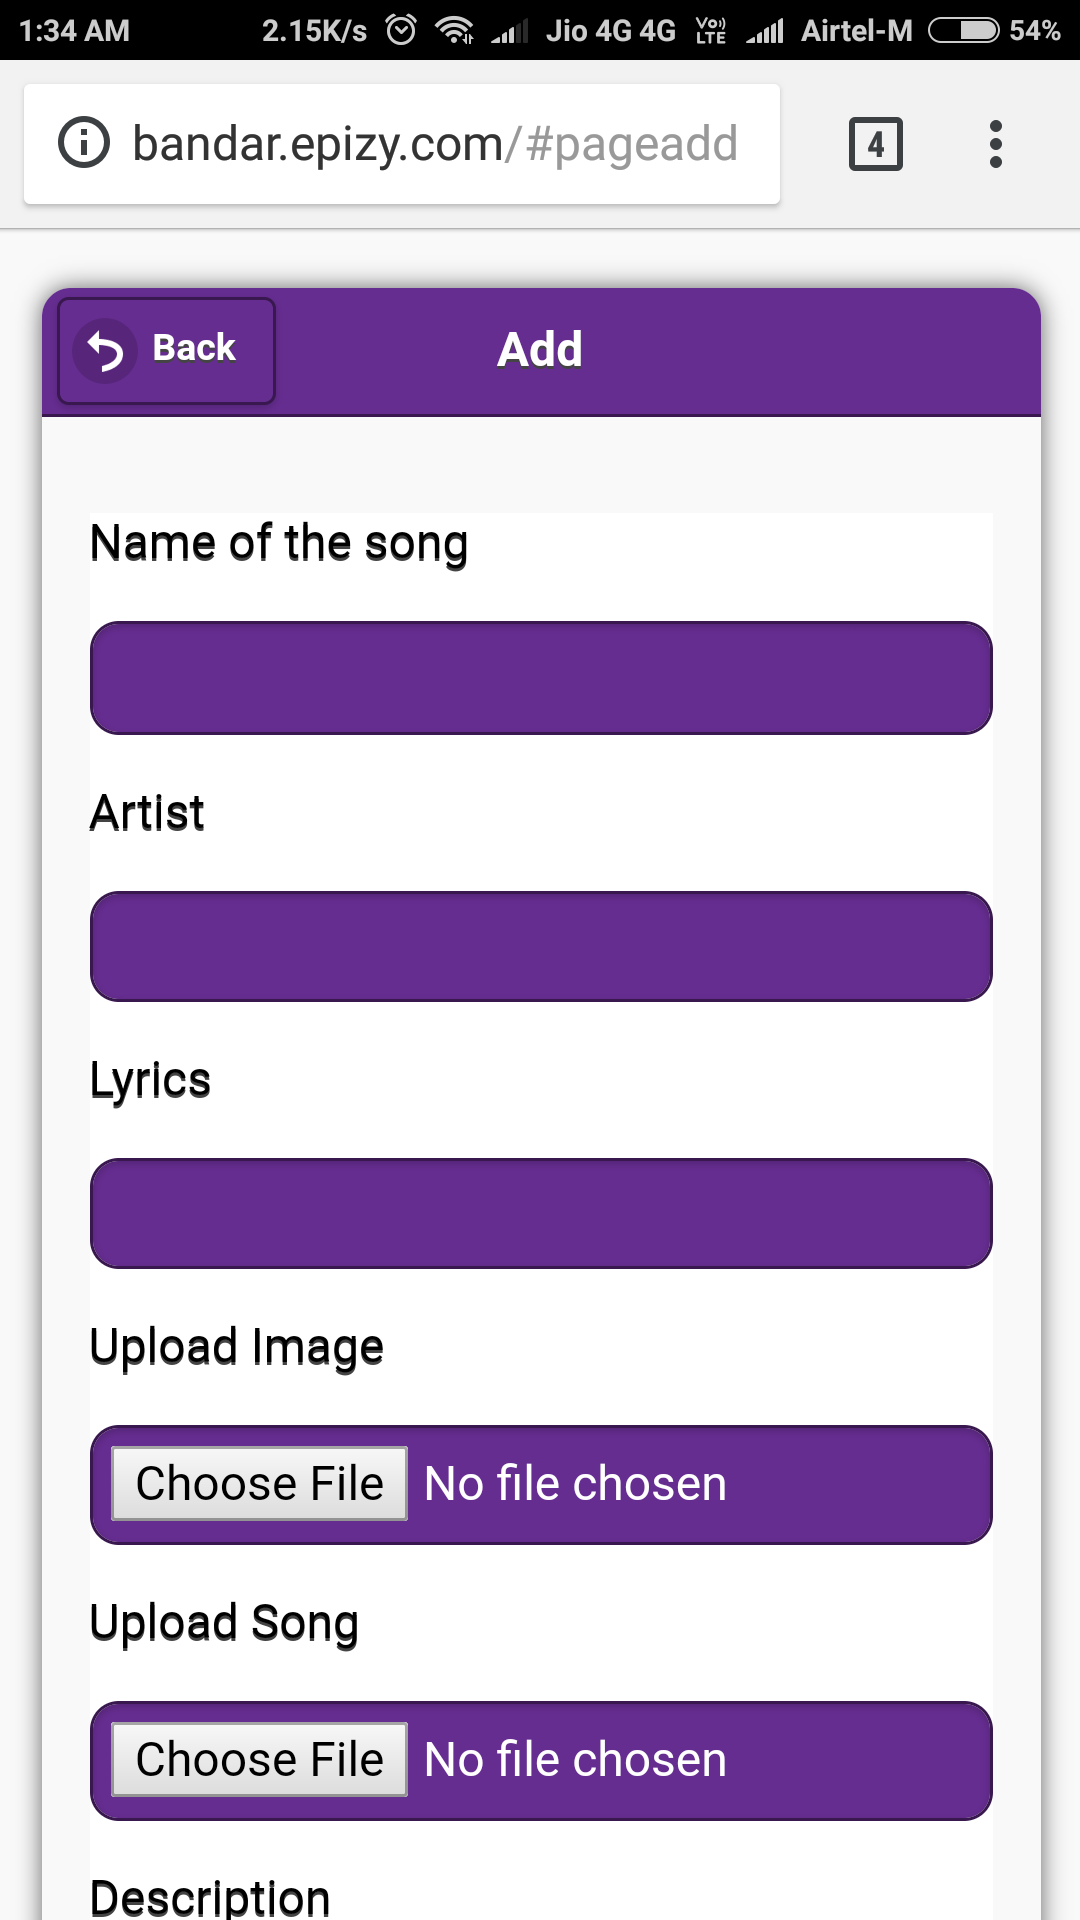 1:34 AM 2.15K/s Jio 4G 4G VoLTE Airtel-M 54%
bandar.epizy.com/#pageadd 4
Back Add
Name of the song
Artist
Lyrics
Upload Image
Choose File No file chosen
Upload Song
Choose File No file chosen
Description